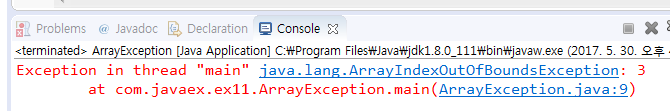 Problems @ Javadoc Declaration Console
<terminated> ArrayException [Java Application] C:₩Program Files₩Java₩jdk1.8.0_111₩bin₩javaw.exe (2017. 5. 30. 오후
Exception in thread "main" java.lang.ArrayIndexOutOfBoundsException: 3
at com.javaex.ex11.ArrayException.main(ArrayException.java:9)